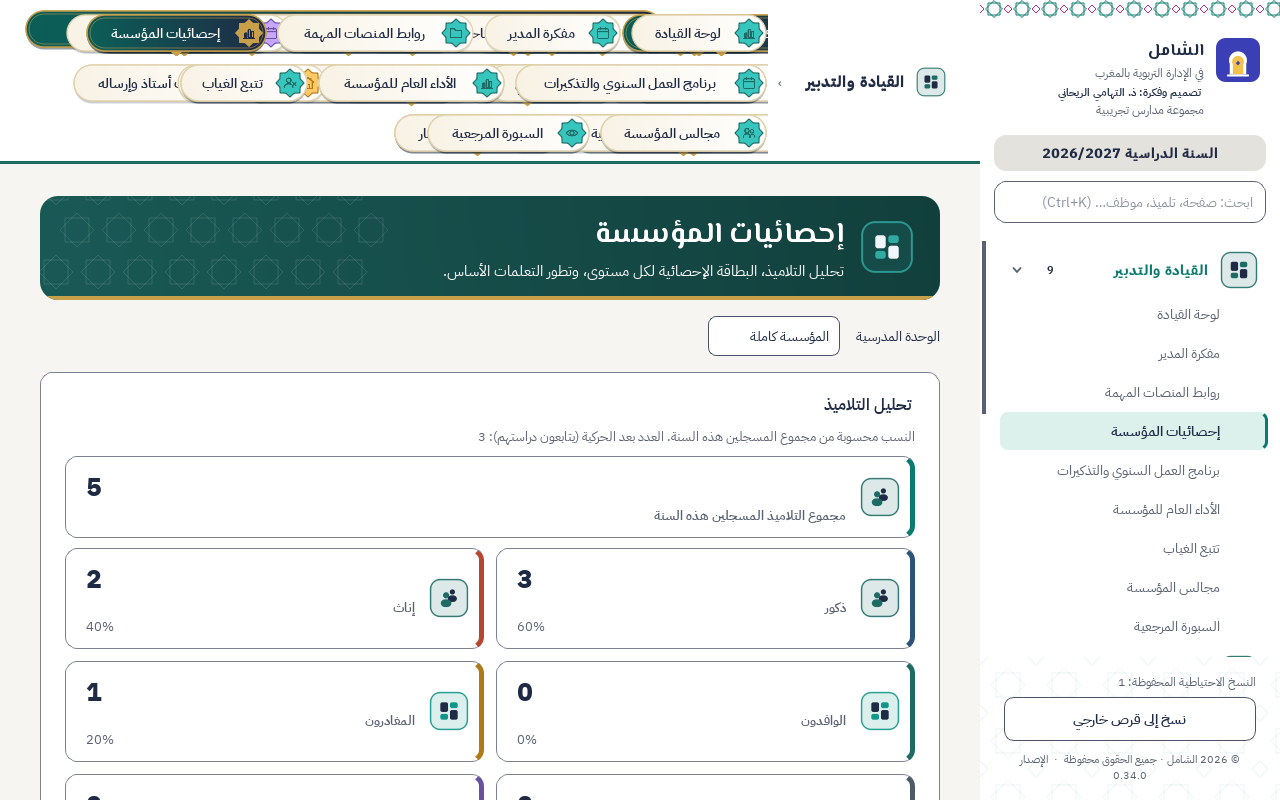 الشامل
في الإدارة التربوية بالمغرب
تصميم وفكرة: ذ. التهامي الريحاني
مجموعة مدارس تجريبية
السنة الدراسية 2026/2027
ابحث: صفحة، تلميذ، موظف... (Ctrl+K)
القيادة والتدبير 9
لوحة القيادة
مفكرة المدير
روابط المنصات المهمة
إحصائيات المؤسسة
برنامج العمل السنوي والتذكيرات
الأداء العام للمؤسسة
تتبع الغياب
مجالس المؤسسة
السبورة المرجعية
النسخ الاحتياطية المحفوظة: 1
نسخ إلى قرص خارجي
© 2026 الشامل · جميع الحقوق محفوظة · الإصدار
0.34.0
القيادة والتدبير ›
لوحة القيادة
مفكرة المدير
روابط المنصات المهمة
إحصائيات المؤسسة
برنامج العمل السنوي والتذكيرات
الأداء العام للمؤسسة
تتبع الغياب
أستاذ وإرساله
مجالس المؤسسة
السبورة المرجعية
إحصائيات المؤسسة
تحليل التلاميذ، البطاقة الإحصائية لكل مستوى، وتطور التعلمات الأساس.
الوحدة المدرسية
المؤسسة كاملة
تحليل التلاميذ
النسب محسوبة من مجموع المسجلين هذه السنة. العدد بعد الحركية (يتابعون دراستهم): 3
5
مجموع التلاميذ المسجلين هذه السنة
3
ذكور
60%
2
إناث
40%
0
الوافدون
0%
1
المغادرون
20%